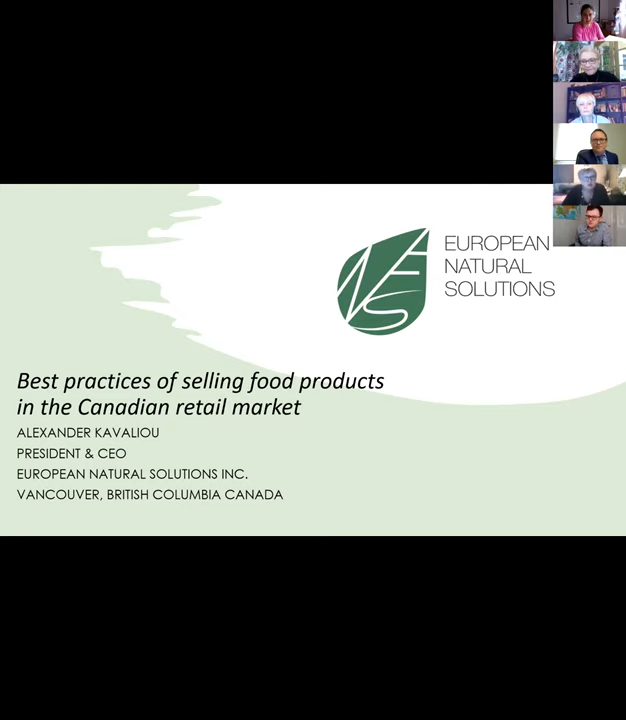 EUROPEAN
NATURAL
SOLUTIONS
Best practices of selling food products
in the Canadian retail market
ALEXANDER KAVALIOU
PRESIDENT & CEO
EUROPEAN NATURAL SOLUTIONS INC.
VANCOUVER, BRITISH COLUMBIA CANADA